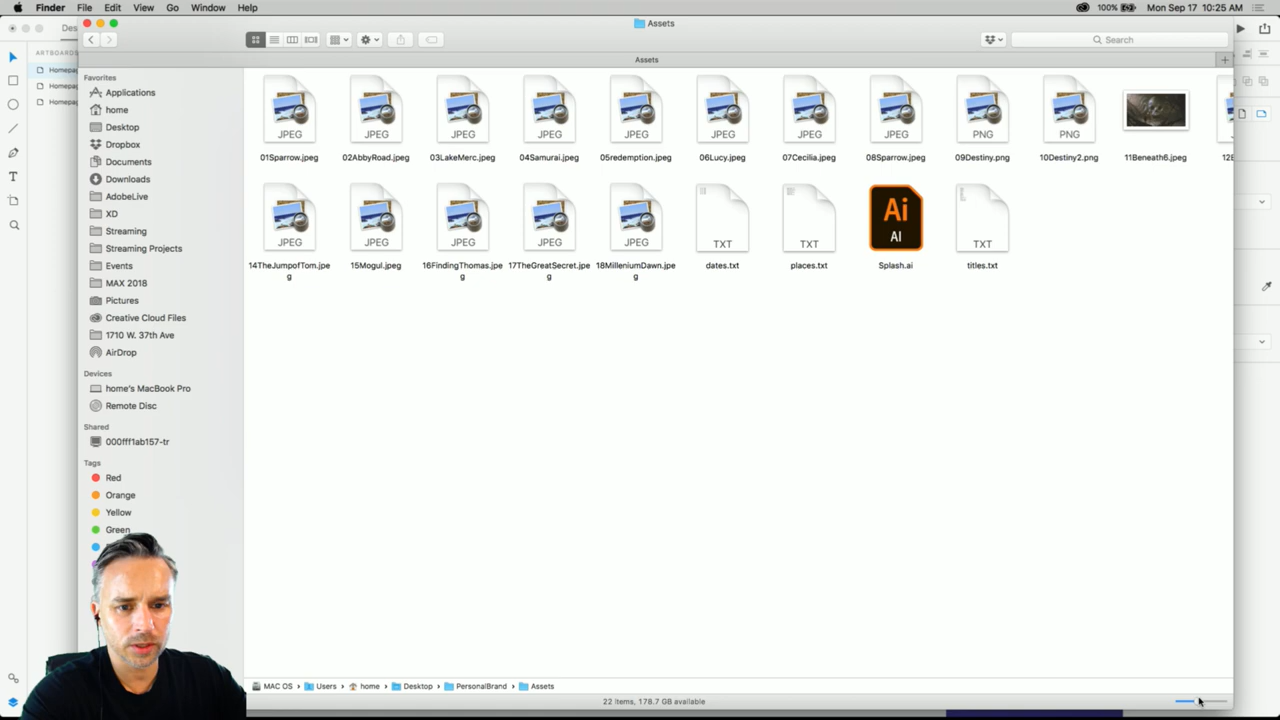 Finder File Edit View Go Window Help 100% Mon Sep 17 10:25 AM
Assets
Des
Search
Assets
ARTBOARDS
Homepag
Homepag
Homepag
Favorites
Applications
home
Desktop
Dropbox
Documents
Downloads
AdobeLive
XD
Streaming
Streaming Projects
Events
MAX 2018
Pictures
Creative Cloud Files
1710 W. 37th Ave
AirDrop
Devices
home's MacBook Pro
Remote Disc
Shared
000fff1ab157-tr
Tags
Red
Orange
Yellow
Green
JPEG JPEG JPEG JPEG JPEG JPEG JPEG JPEG PNG PNG
01Sparrow.jpeg 02AbbyRoad.jpeg 03LakeMerc.jpeg 04Samurai.jpeg 05redemption.jpeg 06Lucy.jpeg 07Cecilia.jpeg 08Sparrow.jpeg 09Destiny.png 10Destiny2.png 11Beneath6.jpeg
Ai
JPEG JPEG JPEG JPEG JPEG TXT TXT AI TXT
14TheJumpofTom.jpeg 15Mogul.jpeg 16FindingThomas.jpeg 17TheGreatSecret.jpeg 18MilleniumDawn.jpeg dates.txt places.txt Splash.ai titles.txt
MAC OS Users home Desktop PersonalBrand Assets
22 items, 178.7 GB available